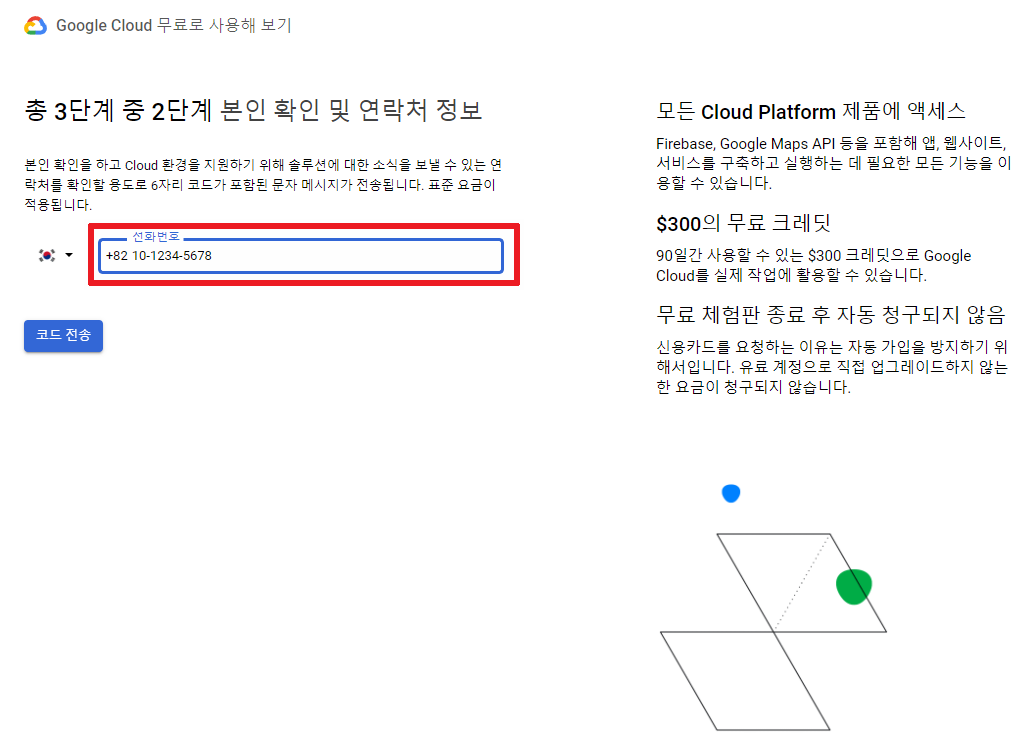 Google Cloud 무료로 사용해 보기
총 3단계 중 2단계 본인 확인 및 연락처 정보
본인 확인을 하고 Cloud 환경을 지원하기 위해 솔루션에 대한 소식을 보낼 수 있는 연
락처를 확인할 용도로 6자리 코드가 포함된 문자 메시지가 전송됩니다. 표준 요금이
적용됩니다.
전화번호
+82 10-1234-5678
코드 전송
모든 Cloud Platform 제품에 액세스
Firebase, Google Maps API 등을 포함해 앱, 웹사이트,
서비스를 구축하고 실행하는 데 필요한 모든 기능을 이
용할 수 있습니다.
$300의 무료 크레딧
90일간 사용할 수 있는 $300 크레딧으로 Google
Cloud를 실제 작업에 활용할 수 있습니다.
무료 체험판 종료 후 자동 청구되지 않음
신용카드를 요청하는 이유는 자동 가입을 방지하기 위
해서입니다. 유료 계정으로 직접 업그레이드하지 않는
한 요금이 청구되지 않습니다.